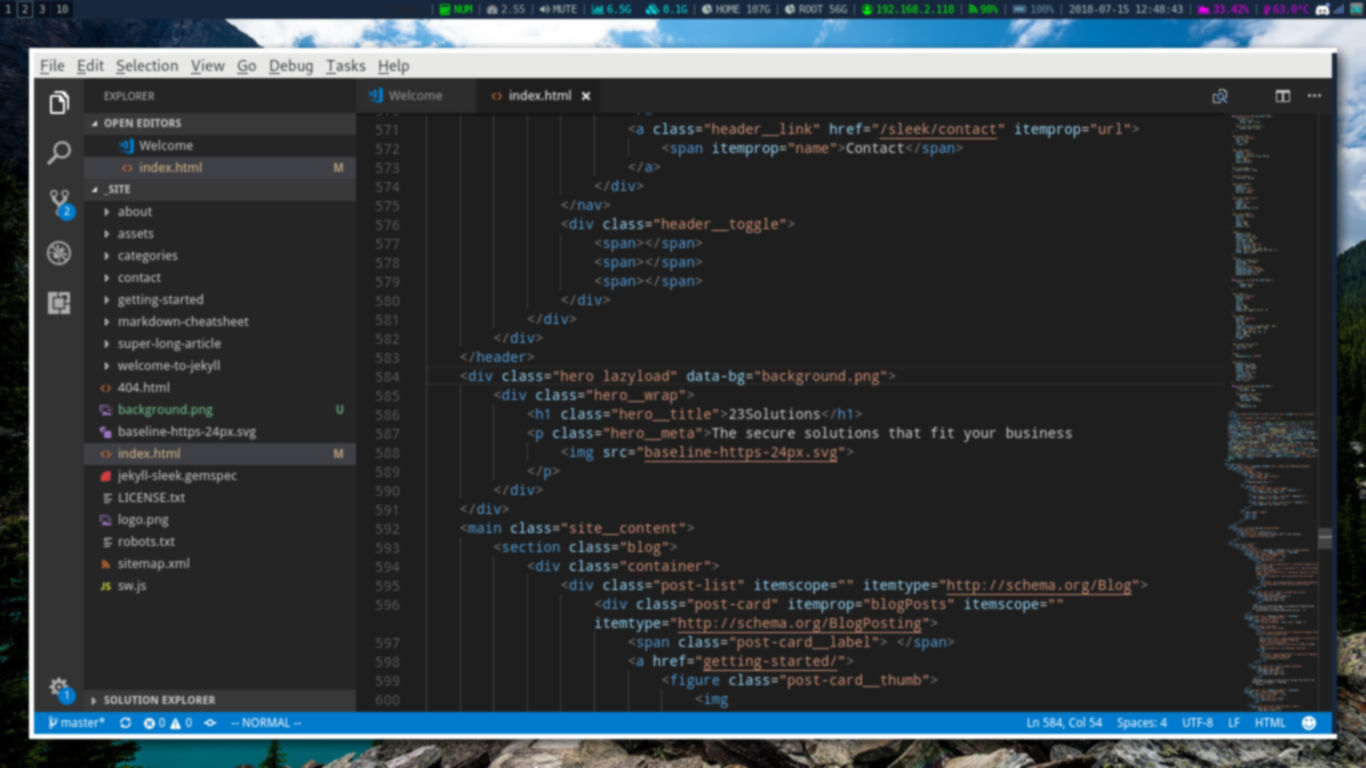 1 2 3 10 NUM 2.55 MUTE 6.5G 0.1G HOME 107G ROOT 56G 192.168.2.118 98% 100% 2018-07-15 12:48:43 33.42% 63.0°C
File Edit Selection View Go Debug Tasks Help
EXPLORER
OPEN EDITORS
Welcome
index.html M
_SITE
about
assets
categories
contact
getting-started
markdown-cheatsheet
super-long-article
welcome-to-jekyll
404.html
background.png U
baseline-https-24px.svg
index.html M
jekyll-sleek.gemspec
LICENSE.txt
logo.png
robots.txt
sitemap.xml
JS sw.js
SOLUTION EXPLORER
2
1
Welcome index.html
571 <a class="header__link" href="/sleek/contact" itemprop="url">
572 <span itemprop="name">Contact</span>
573 </a>
574 </div>
575 </nav>
576 <div class="header__toggle">
577 <span></span>
578 <span></span>
579 <span></span>
580 </div>
581 </div>
582 </div>
583 </header>
584 <div class="hero lazyload" data-bg="background.png">
585 <div class="hero__wrap">
586 <h1 class="hero__title">23Solutions</h1>
587 <p class="hero__meta">The secure solutions that fit your business
588 <img src="baseline-https-24px.svg">
589 </p>
590 </div>
591 </div>
592 <main class="site__content">
593 <section class="blog">
594 <div class="container">
595 <div class="post-list" itemscope="" itemtype="http://schema.org/Blog">
596 <div class="post-card" itemprop="blogPosts" itemscope=""
itemtype="http://schema.org/BlogPosting">
597 <span class="post-card__label"> </span>
598 <a href="getting-started/">
599 <figure class="post-card__thumb">
600 <img
master* 0 0 -- NORMAL -- Ln 584, Col 54 Spaces: 4 UTF-8 LF HTML